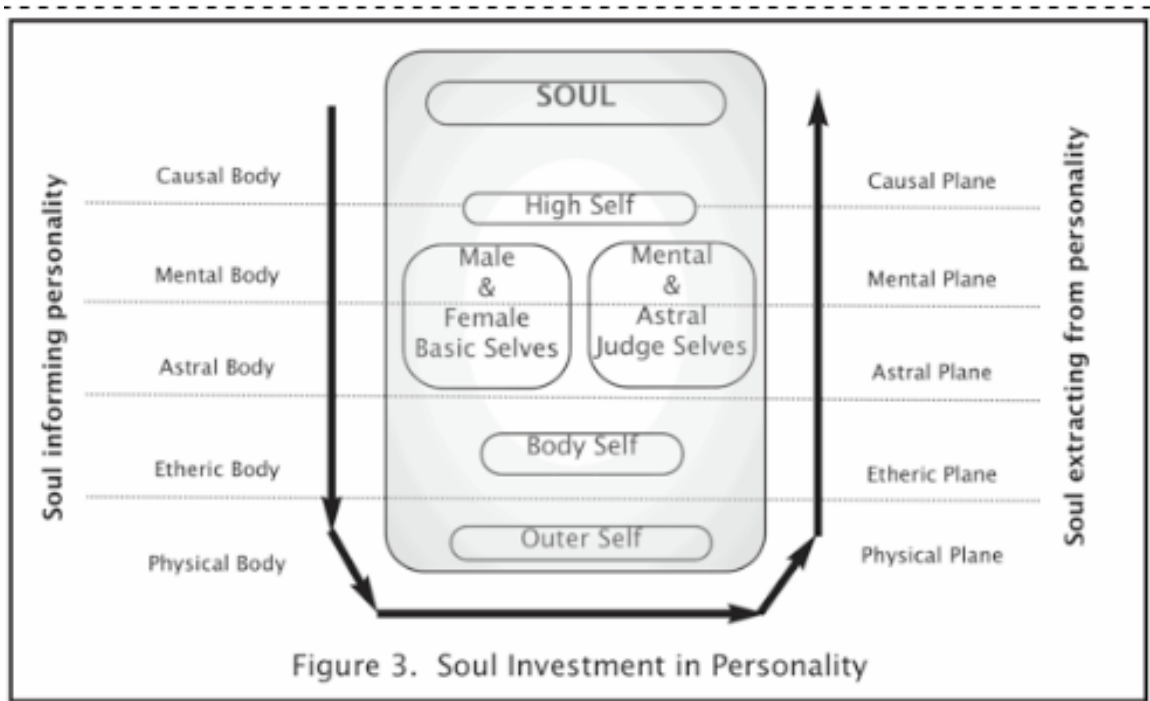 SOUL
Causal Body
Causal Plane
High Self
Male
&
Female
Basic Selves
Mental
&
Astral
Judge Selves
Mental Body
Mental Plane
Astral Body
Astral Plane
Body Self
Etheric Body
Etheric Plane
Outer Self
Physical Body
Physical Plane
Soul informing personality
Soul extracting from personality
Figure 3. Soul Investment in Personality